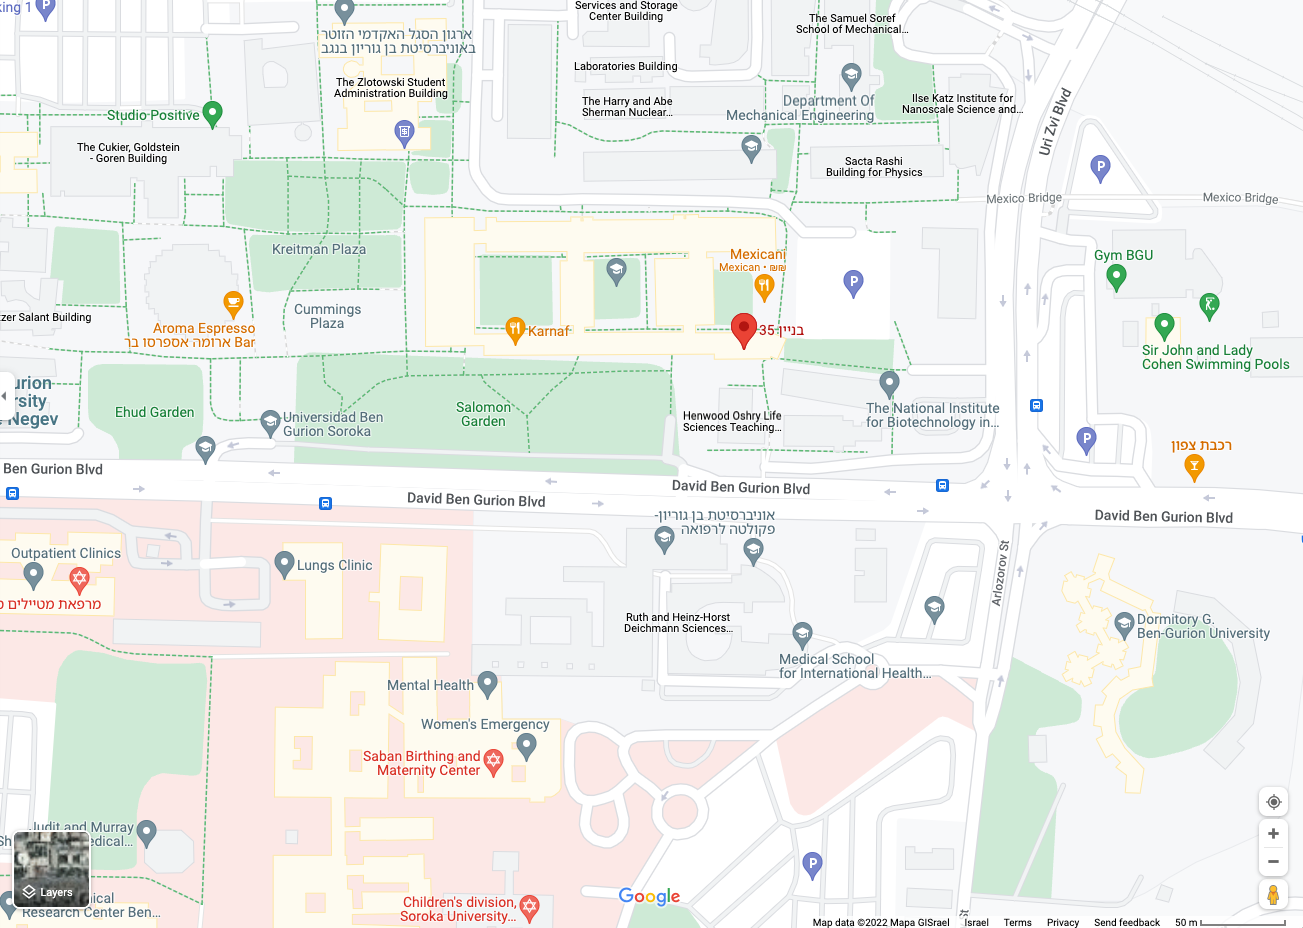 king 1
Services and Storage
Center Building
The Samuel Soref
School of Mechanical...
ארגון הסגל האקדמי הזוטר
באוניברסיטת בן גוריון בנגב
Laboratories Building
The Zlotowski Student
Administration Building
The Harry and Abe
Sherman Nuclear...
Department Of
Mechanical Engineering
Ilse Katz Institute for
Nanoscale Science and...
Uri Zvi Blvd
Studio Positive
The Cukier, Goldstein
- Goren Building
Sacta Rashi
Building for Physics
Mexico Bridge
Mexico Bridge
Kreitman Plaza
Mexicani
Mexican • ₪₪
Gym BGU
Cummings
Plaza
zer Salant Building
Aroma Espresso
Bar ארומה אספרסו בר
Karnaf
בניין 35
Sir John and Lady
Cohen Swimming Pools
urion
rsity
Negev
Ehud Garden
Universidad Ben
Gurion Soroka
Salomon
Garden
Henwood Oshry Life
Sciences Teaching...
The National Institute
for Biotechnology in...
רכבת צפון
Ben Gurion Blvd
David Ben Gurion Blvd
David Ben Gurion Blvd
David Ben Gurion Blvd
אוניברסיטת בן גוריון-
פקולטה לרפואה
Arlozorov St
Outpatient Clinics
Lungs Clinic
מרפאת מטיילים
Ruth and Heinz-Horst
Deichmann Sciences...
Dormitory G.
Ben-Gurion University
Medical School
for International Health...
Mental Health
Women's Emergency
Saban Birthing and
Maternity Center
Judit and Murray
edical...
Layers
ical
Research Center Ben...
Children's division,
Soroka University...
Google
Map data ©2022 Mapa GISrael Israel Terms Privacy Send feedback 50 m